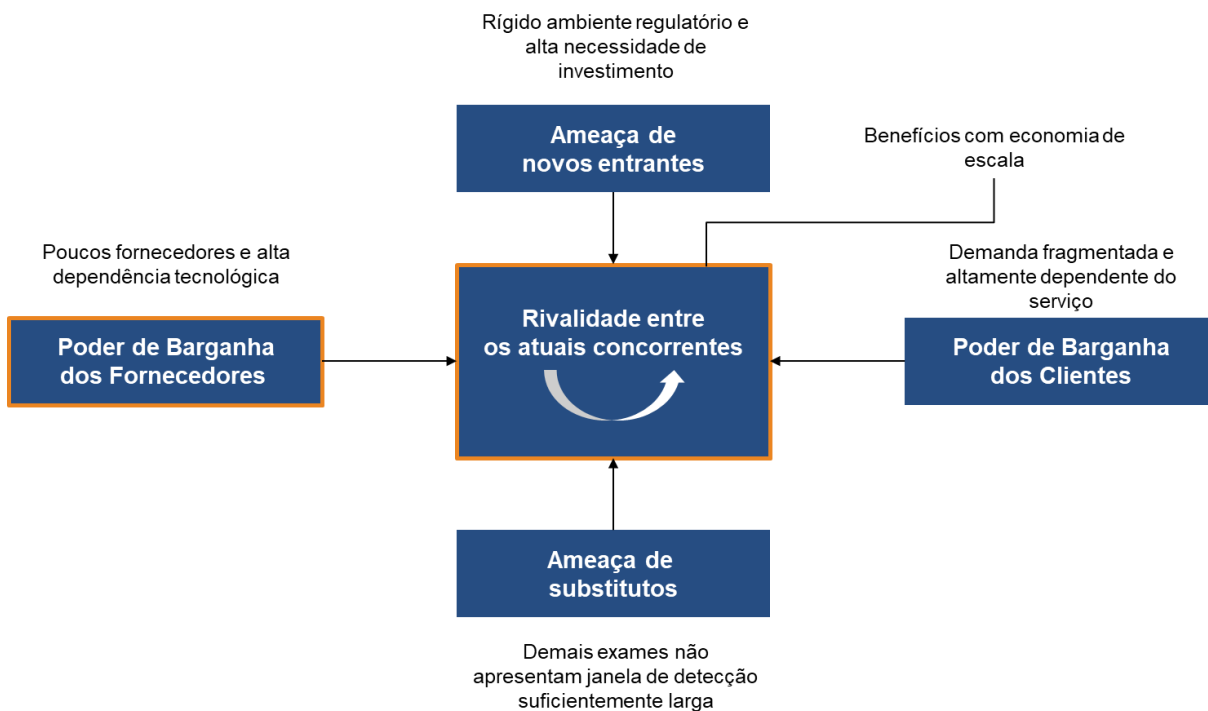 Rígido ambiente regulatório e
alta necessidade de
investimento
Ameaça de
novos entrantes
Benefícios com economia de
escala
Poucos fornecedores e alta
dependência tecnológica
Poder de Barganha
dos Fornecedores
Rivalidade entre
os atuais concorrentes
Demanda fragmentada e
altamente dependente do
serviço
Poder de Barganha
dos Clientes
Ameaça de
substitutos
Demais exames não
apresentam janela de detecção
suficientemente larga